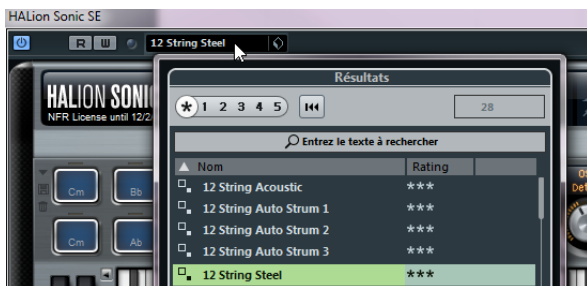 HALion Sonic SE
R W 12 String Steel
Résultats
HALION SONI
NFR License until 12/2
* 1 2 3 4 5
28
Entrez le texte à rechercher
Nom Rating
12 String Acoustic ***
12 String Auto Strum 1 ***
12 String Auto Strum 2 ***
12 String Auto Strum 3 ***
12 String Steel ***
Cm Bb
Cm Ab